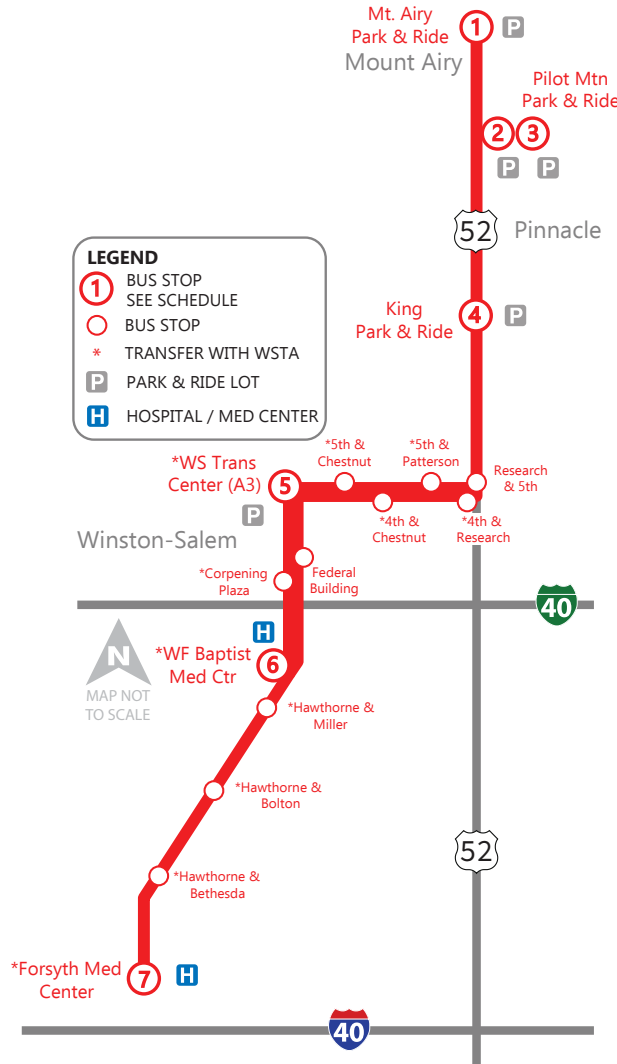 Mt. Airy
Park & Ride
1
P
Mount Airy
Pilot Mtn
Park & Ride
2
3
P
P
52
Pinnacle
LEGEND
1
BUS STOP
SEE SCHEDULE
BUS STOP
*
TRANSFER WITH WSTA
P
PARK & RIDE LOT
H
HOSPITAL / MED CENTER
King
Park & Ride
4
P
*WS Trans
Center (A3)
5
P
*5th &
Chestnut
*5th &
Patterson
Research
& 5th
*4th &
Chestnut
*4th &
Research
Winston-Salem
*Corpening
Plaza
Federal
Building
40
N
MAP NOT
TO SCALE
H
*WF Baptist
Med Ctr
6
*Hawthorne &
Miller
*Hawthorne &
Bolton
52
*Hawthorne &
Bethesda
*Forsyth Med
Center
7
H
40